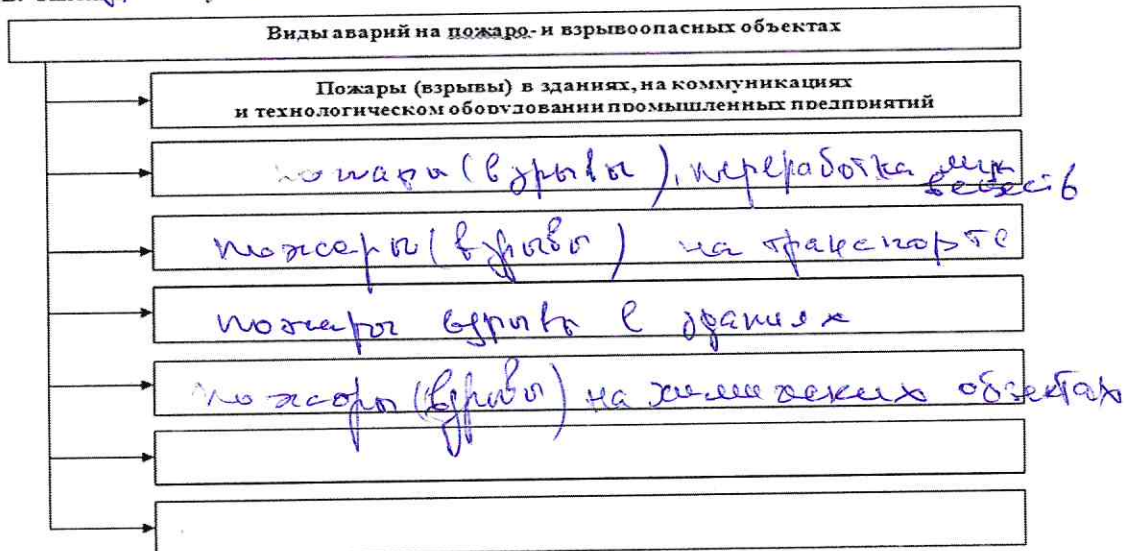 Виды аварий на пожаро- и взрывоопасных объектах
Пожары (взрывы) в зданиях, на коммуникациях
и технологическом оборудовании промышленных предприятий
пожары (взрывы), переработка
веществ
пожары (взрывы) на транспорте
пожары взрывы в зданиях
пожары (взрывы) на химических объектах